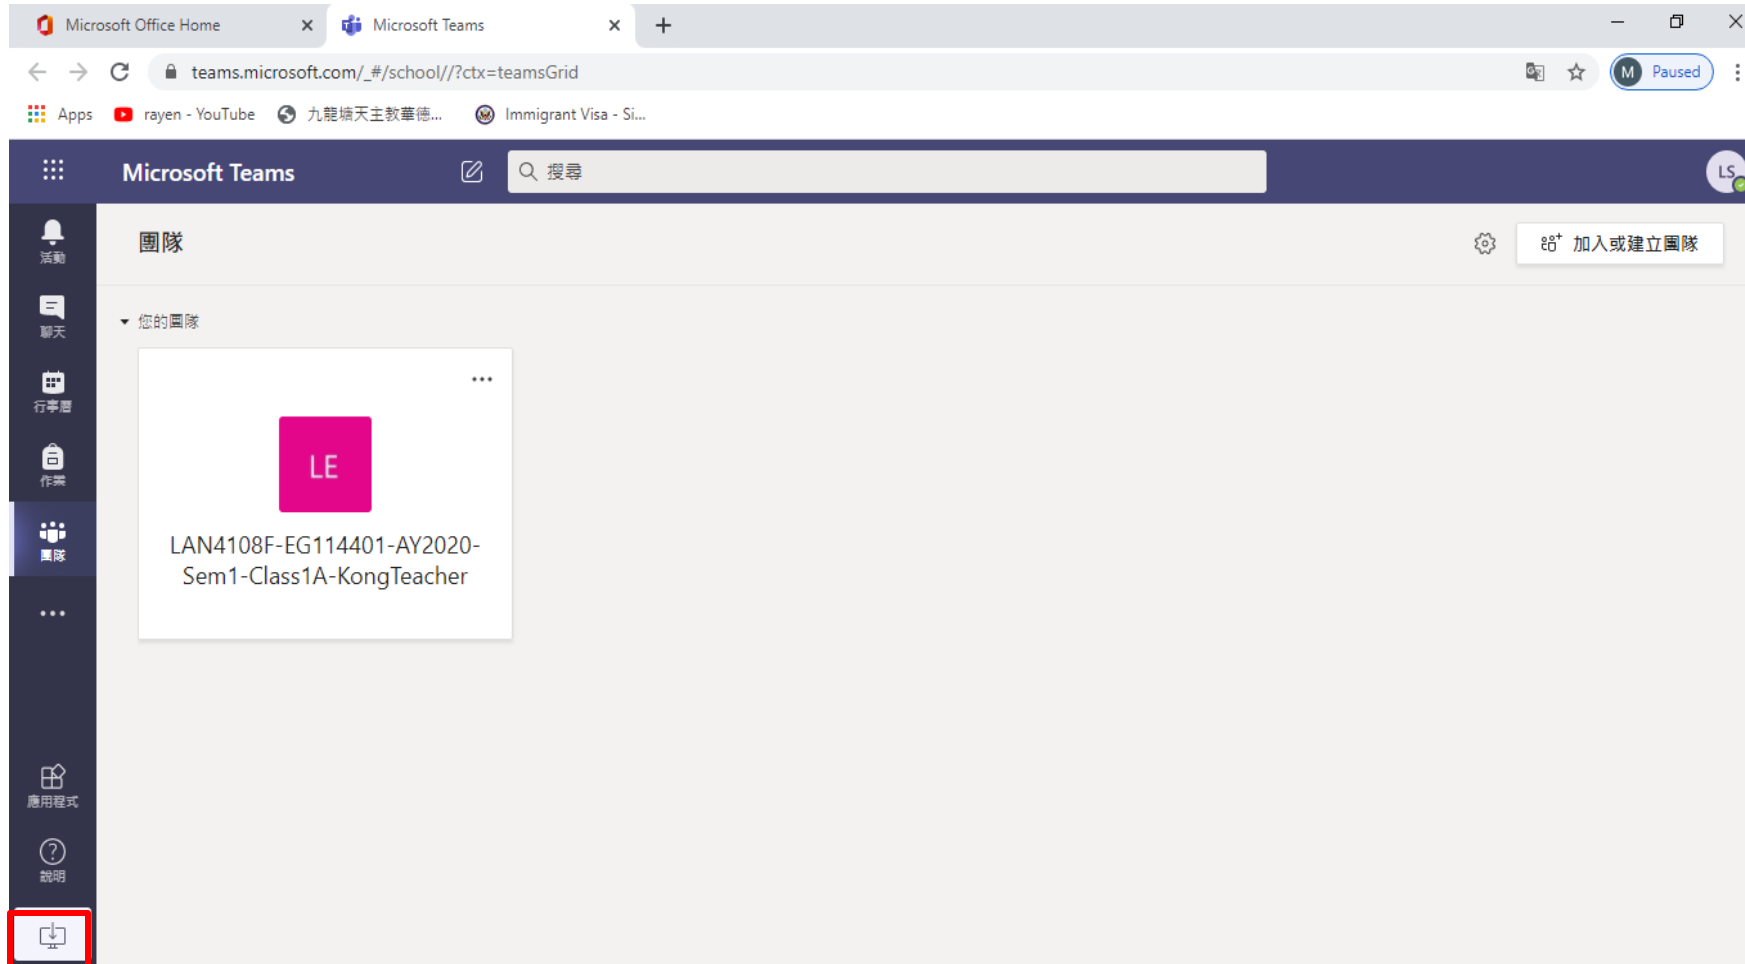 Microsoft Office Home
Microsoft Teams
teams.microsoft.com/_#/school//?ctx=teamsGrid
M Paused
Apps
rayen - YouTube
九龍塘天主教華德...
Immigrant Visa - Si...
Microsoft Teams
搜尋
LS
活動
聊天
行事曆
作業
團隊
應用程式
說明
團隊
加入或建立團隊
您的團隊
LE
LAN4108F-EG114401-AY2020-
Sem1-Class1A-KongTeacher